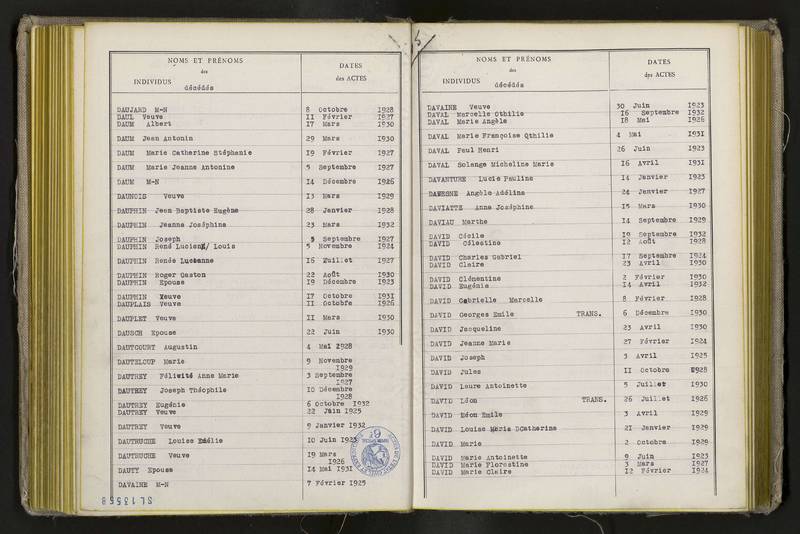 NOMS ET PRÉNOMS
des
INDIVIDUS
décédés
DATES
des ACTES
DAUJARD M-N 8 Octobre 1928
DAUL Veuve 11 Février 1827
DAUM Albert 17 Mars 1930
DAUM Jean Antonin 29 Mars 1930
DAUM Marie Catherine Stéphanie 19 Février 1927
DAUM Marie Jeanne Antonine 5 Septembre 1927
DAUM M-N 14 Décembre 1926
DAUNOIS Veuve 13 Mars 1929
DAUPHIN Jean Baptiste Eugène 28 Janvier 1928
DAUPHIN Jeanne Joséphine 23 Mars 1932
DAUPHIN Joseph 5 Septembre 1927
DAUPHIN René Lucien/ Louis 5 Novembre 1924
DAUPHIN Renée Lucienne 16 Juillet 1927
DAUPHIN Roger Gaston 22 Août 1930
DAUPHIN Epouse 19 Décembre 1923
DAUPHIN Veuve 17 Octobre 1931
DAUPLAIS Veuve 11 Octobre 1926
DAUPLET Veuve 11 Mars 1930
DAUSCH Epouse 22 Juin 1930
DAUTCOURT Augustin 4 Mai 1928
DAUTELOUP Marie 9 Novembre
1929
DAUTREY Félicité Anne Marie 3 Septembre
1927
DAUTREY Joseph Théophile 10 Décembre
1928
DAUTREY Eugénie 6 Octobre 1932
DAUTREY Veuve 22 Juin 1925
DAUTREY Veuve 9 Janvier 1932
DAUTRUCHE Louise Emélie 10 Juin 1923
DAUTRUCHE Veuve 19 Mars
1926
DAUTY Epouse 14 Mai 1931
DAVAINE M-N 7 Février 1925
NOMS ET PRÉNOMS
des
INDIVIDUS
décédés
DATES
des ACTES
DAVAINE Veuve 30 Juin 1923
DAVAL Marcelle Othilie 16 Septembre 1932
DAVAL Marie Angèle 18 Mai 1926
DAVAL Marie Françoise Othilie 4 Mai 1931
DAVAL Paul Henri 26 Juin 1923
DAVAL Solange Micheline Marie 16 Avril 1931
DAVANTURE Lucie Pauline 14 Janvier 1923
DAVESNE Angèle Adélina 24 Janvier 1927
DAVIATTE Anna Joséphine 15 Mars 1930
DAVIAU Marthe 14 Septembre 1929
DAVID Cécile 19 Septembre 1932
DAVID Célestine 12 Août 1928
DAVID Charles Gabriel 17 Septembre 1924
DAVID Claire 23 Avril 1930
DAVID Clémentine 2 Février 1930
DAVID Eugénie 14 Avril 1932
DAVID Gabrielle Marcelle 8 Février 1928
DAVID Georges Emile TRANS. 6 Décembre 1930
DAVID Jacqueline 23 Avril 1930
DAVID Jeanne Marie 27 Février 1924
DAVID Joseph 3 Avril 1925
DAVID Jules 11 Octobre 1928
DAVID Laure Antoinette 5 Juillet 1930
DAVID Léon TRANS. 26 Juillet 1926
DAVID Léon Emile 3 Avril 1929
DAVID Louise Maria Catherine 21 Janvier 1929
DAVID Marie 2 Octobre 1929
DAVID Marie Antoinette 9 Juin 1923
DAVID Marie Florestine 3 Mars 1927
DAVID Marie Claire 12 Février 1924